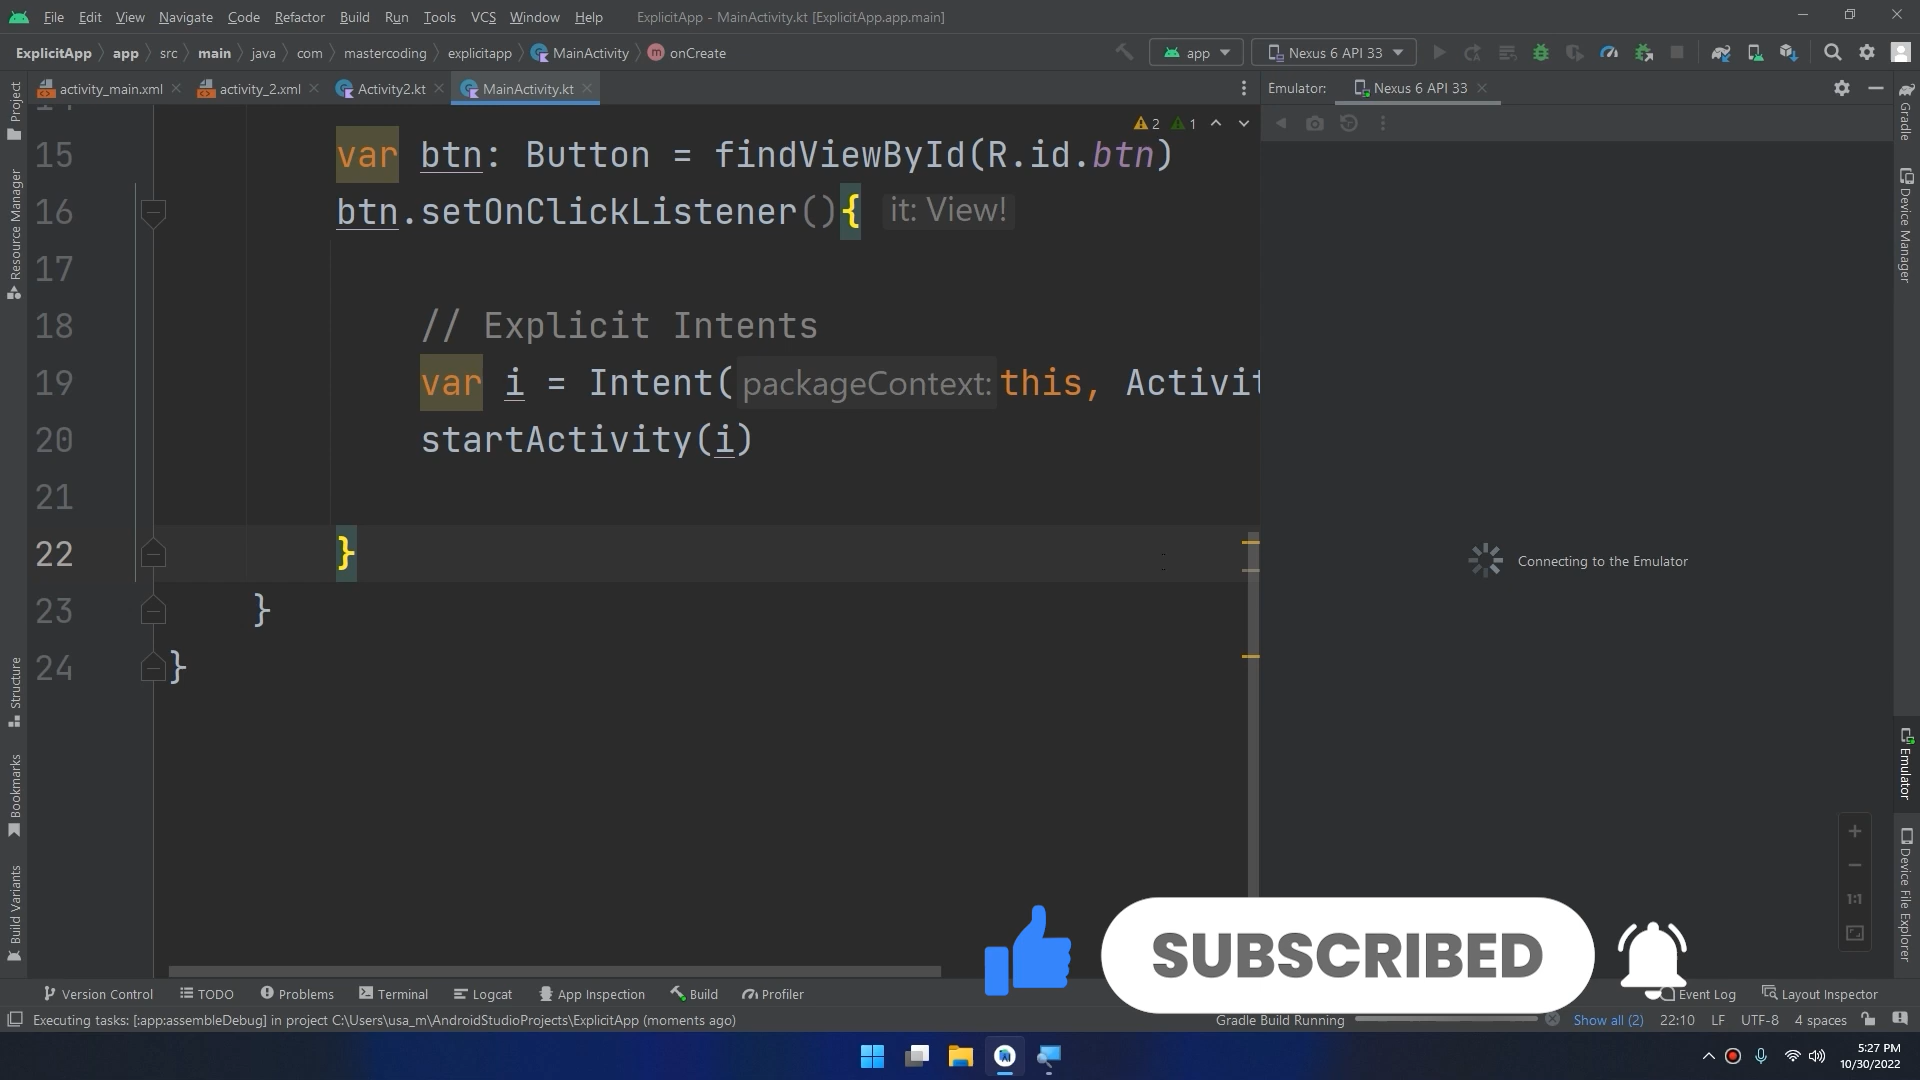 File Edit View Navigate Code Refactor Build Run Tools VCS Window Help ExplicitApp - MainActivity.kt [ExplicitApp.app.main]
ExplicitApp app src main java com mastercoding explicitapp MainActivity onCreate app Nexus 6 API 33
activity_main.xml activity_2.xml Activity2.kt MainActivity.kt Emulator: Nexus 6 API 33
2 1
15 var btn: Button = findViewById(R.id.btn)
16 btn.setOnClickListener(){ it: View!
17
18 // Explicit Intents
19 var i = Intent( packageContext: this, Activit
20 startActivity(i)
21
22 }
23 }
24 }
Connecting to the Emulator
Project
Resource Manager
Structure
Bookmarks
Build Variants
Gradle
Device Manager
Emulator
Device File Explorer
1:1
SUBSCRIBED
Version Control TODO Problems Terminal Logcat App Inspection Build Profiler Event Log Layout Inspector
Executing tasks: [:app:assembleDebug] in project C:\Users\usa_m\AndroidStudioProjects\ExplicitApp (moments ago) Gradle Build Running Show all (2) 22:10 LF UTF-8 4 spaces
5:27 PM
10/30/2022